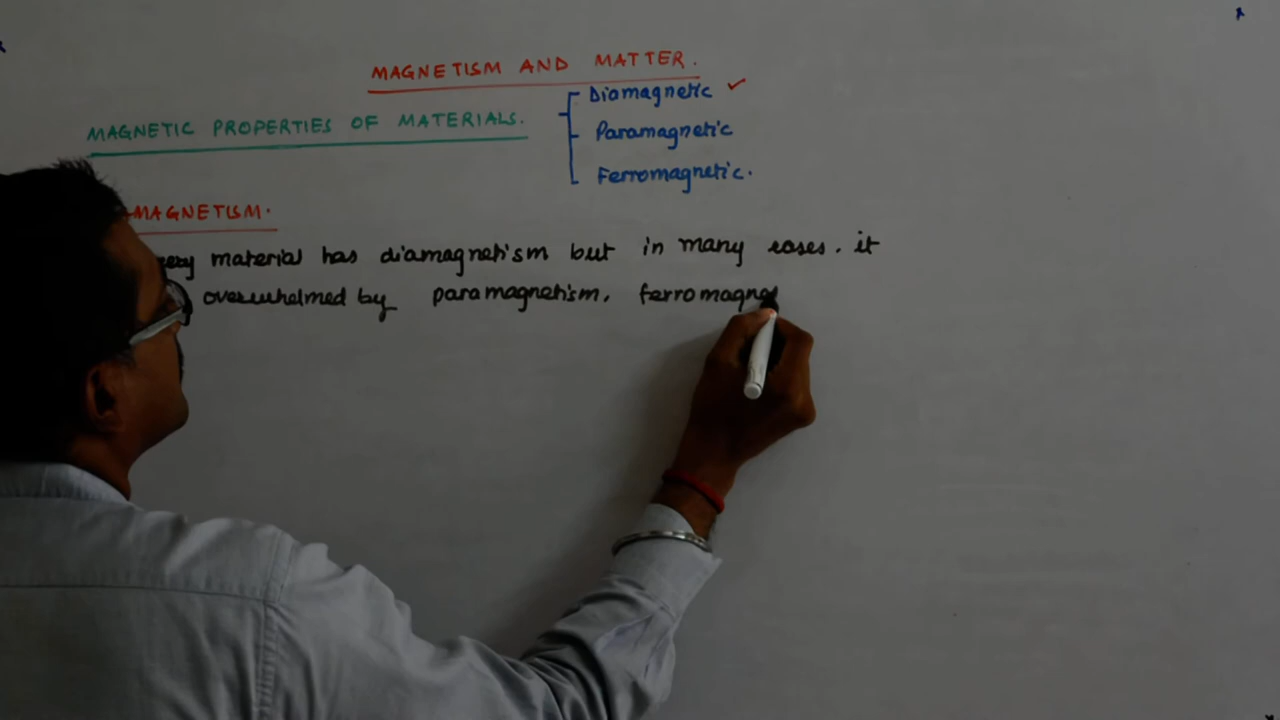 MAGNETISM AND MATTER.
MAGNETIC PROPERTIES OF MATERIALS.
Diamagnetic ✓
Paramagnetic
Ferromagnetic.
MAGNETISM.
material has diamagnetism but in many cases. it
overwhelmed by paramagnetism, ferromagne